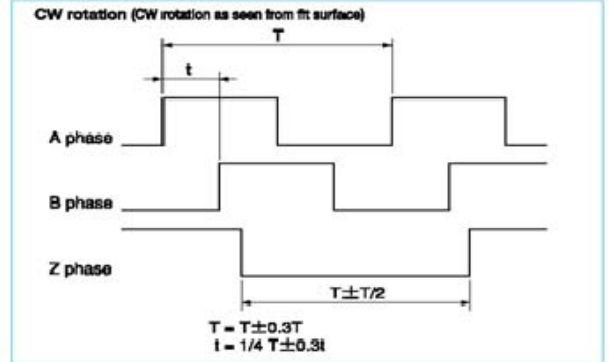 CW rotation (CW rotation as seen from fit surface)
T
t
A phase
B phase
Z phase
T±T/2
T = T±0.3T
t = 1/4 T±0.3t